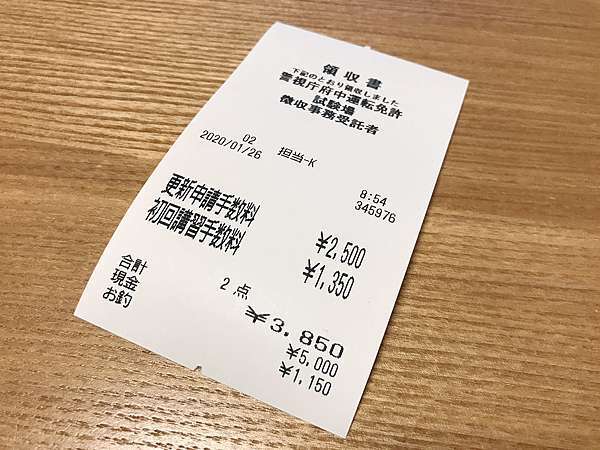 領収書
下記のとおり領収しました
警視庁府中運転免許
試験場
徴収事務受託者
02 担当-K
2020/01/26 8:54
345976
更新申請手数料 ¥2,500
初回講習手数料 ¥1,350
2点
合計 ¥3,850
現金 ¥5,000
お釣 ¥1,150